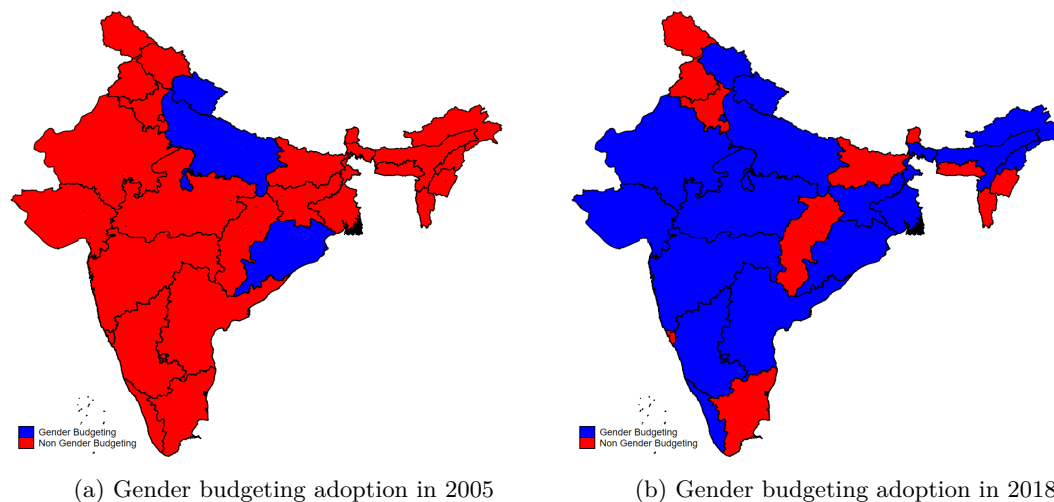 Gender Budgeting
Non Gender Budgeting
Gender Budgeting
Non Gender Budgeting
(a) Gender budgeting adoption in 2005
(b) Gender budgeting adoption in 2018